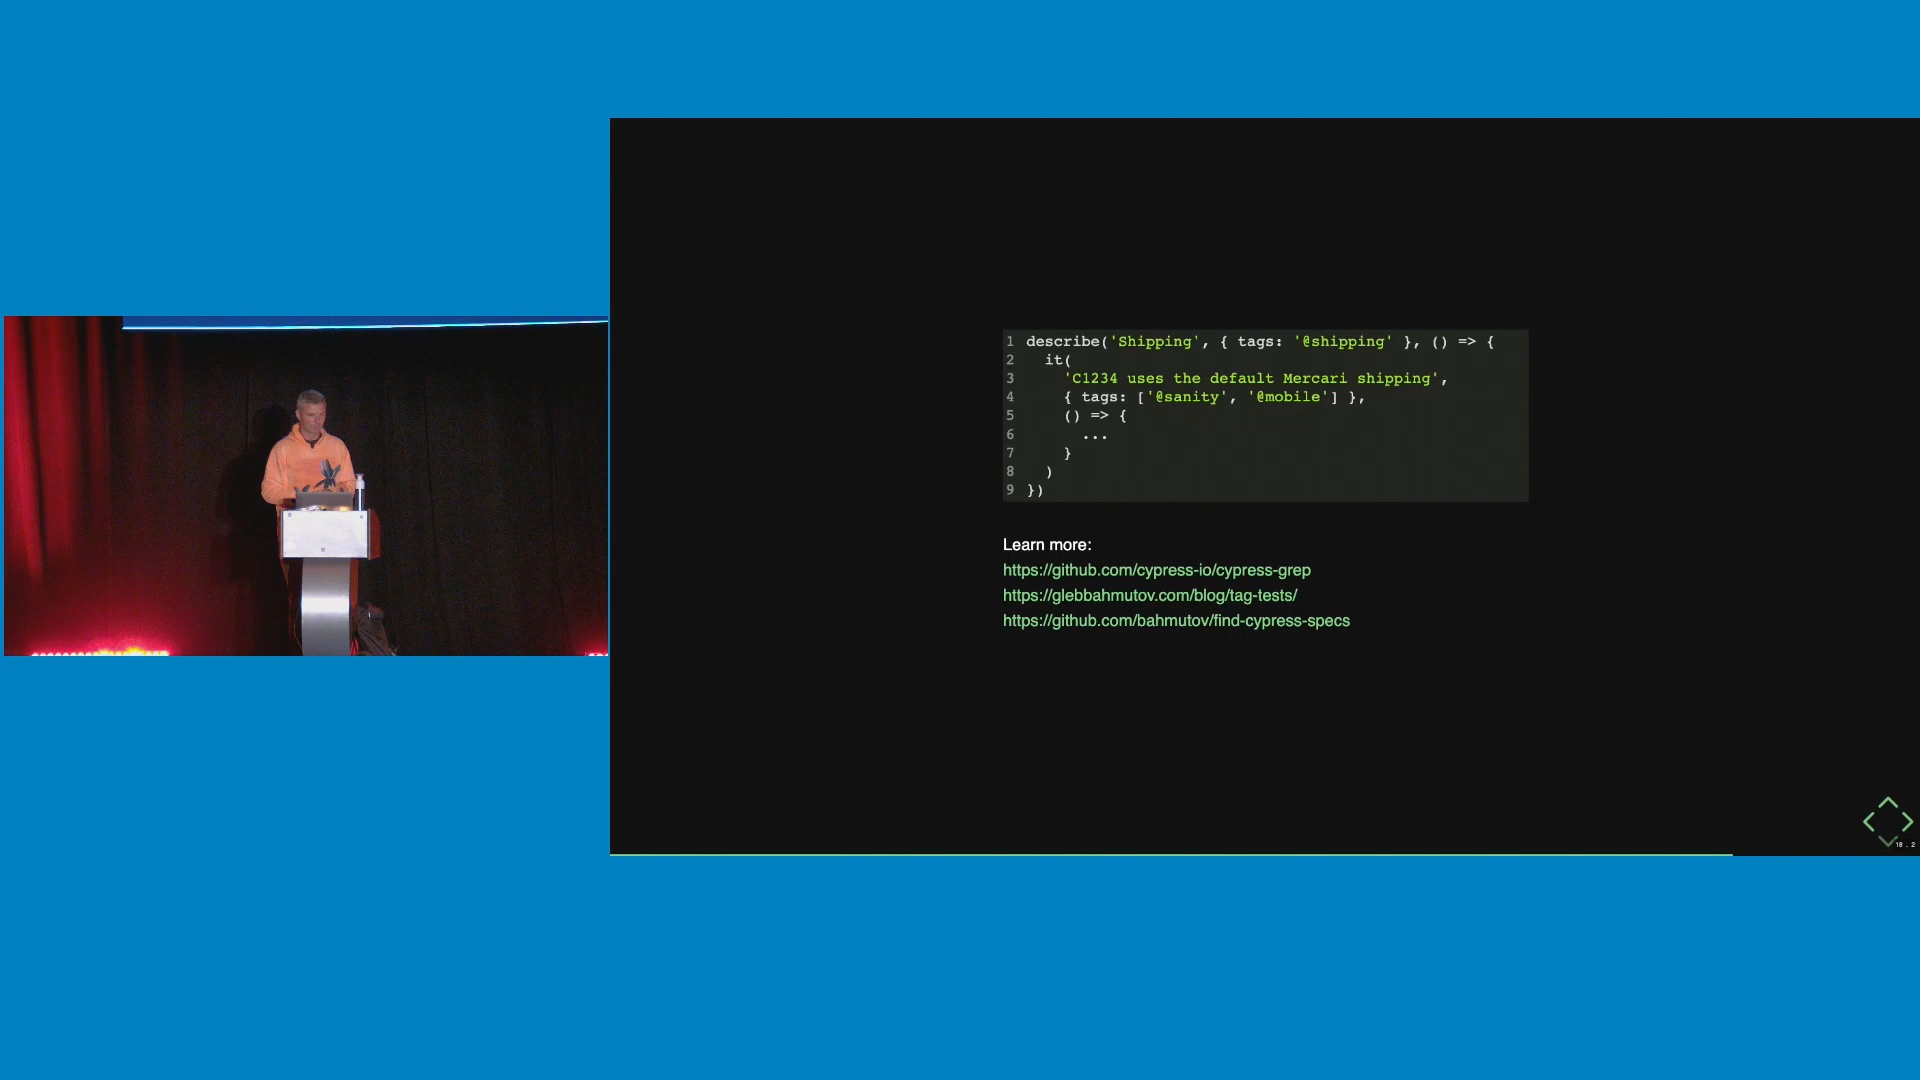 1 describe('Shipping', { tags: '@shipping' }, () => {
2   it(
3     'C1234 uses the default Mercari shipping',
4     { tags: ['@sanity', '@mobile'] },
5     () => {
6       ...
7     }
8   )
9 })
Learn more:
https://github.com/cypress-io/cypress-grep
https://glebbahmutov.com/blog/tag-tests/
https://github.com/bahmutov/find-cypress-specs
18.2